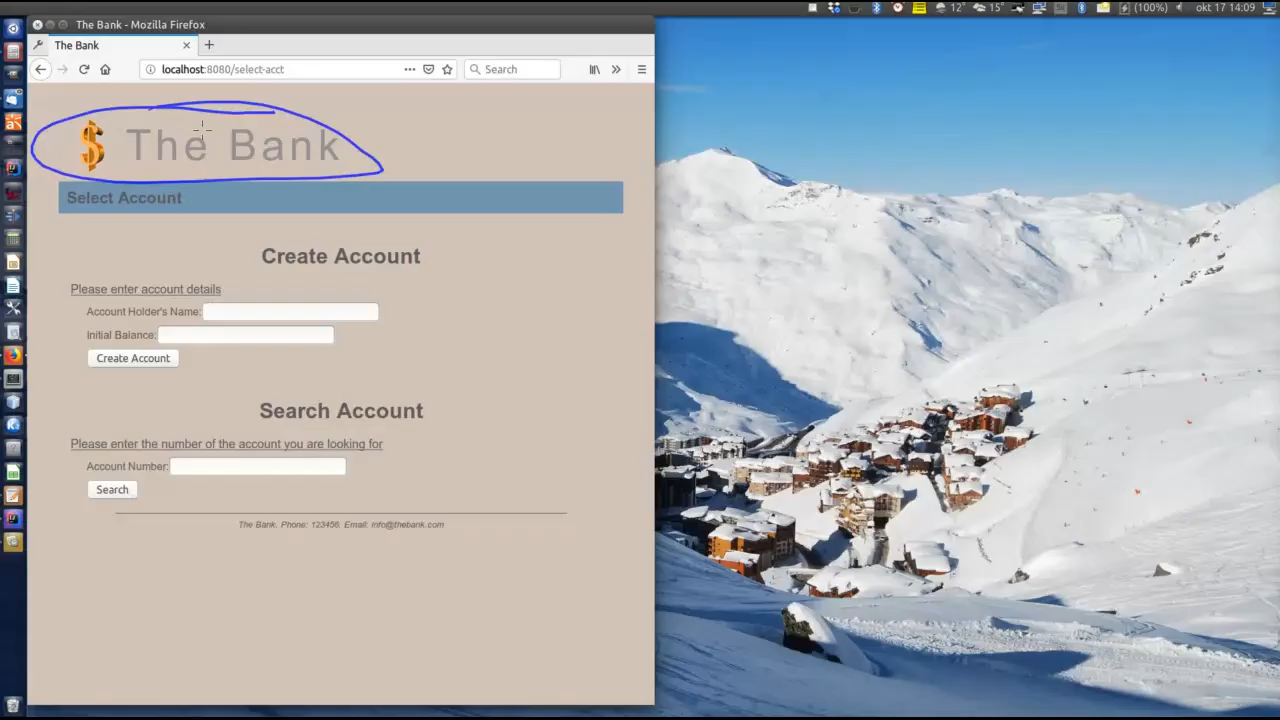 12° 15° (100%) okt 17 14:09
The Bank - Mozilla Firefox
The Bank
localhost:8080/select-acct
Search
$ The Bank
Select Account
Create Account
Please enter account details
Account Holder's Name:
Initial Balance:
Create Account
Search Account
Please enter the number of the account you are looking for
Account Number:
Search
The Bank. Phone: 123456. Email: info@thebank.com